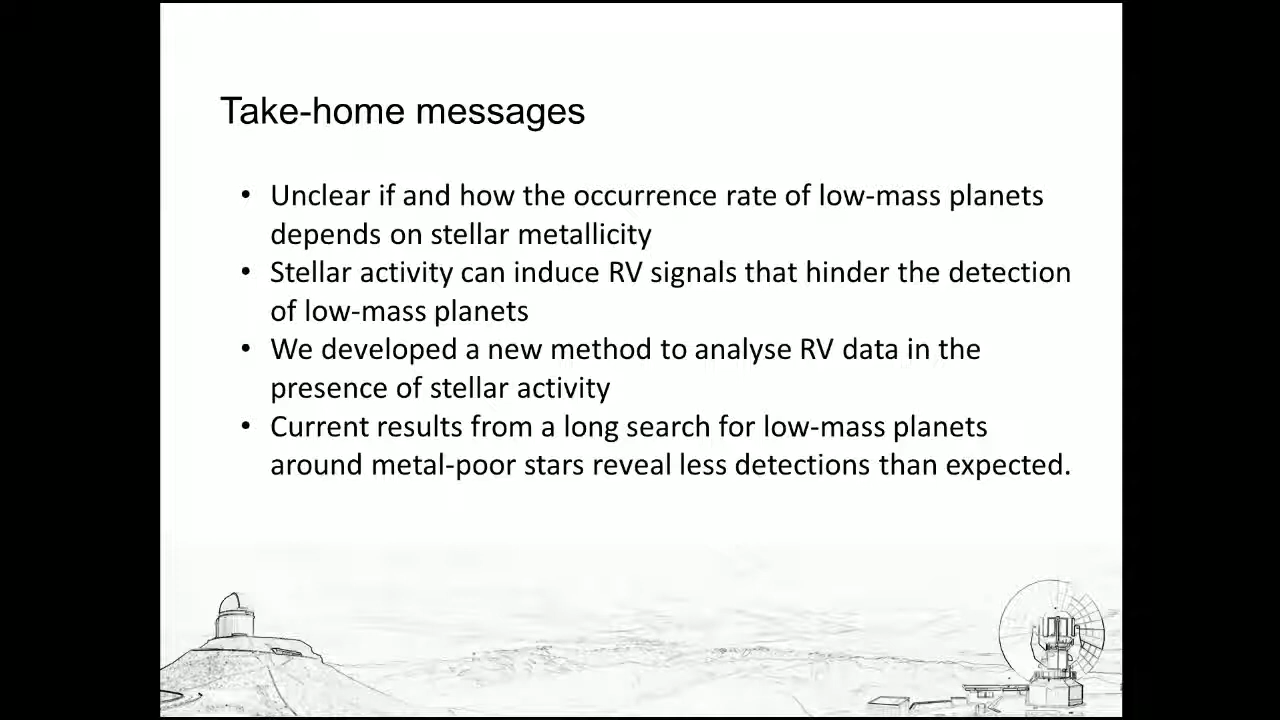 Take-home messages
• Unclear if and how the occurrence rate of low-mass planets
depends on stellar metallicity
• Stellar activity can induce RV signals that hinder the detection
of low-mass planets
• We developed a new method to analyse RV data in the
presence of stellar activity
• Current results from a long search for low-mass planets
around metal-poor stars reveal less detections than expected.